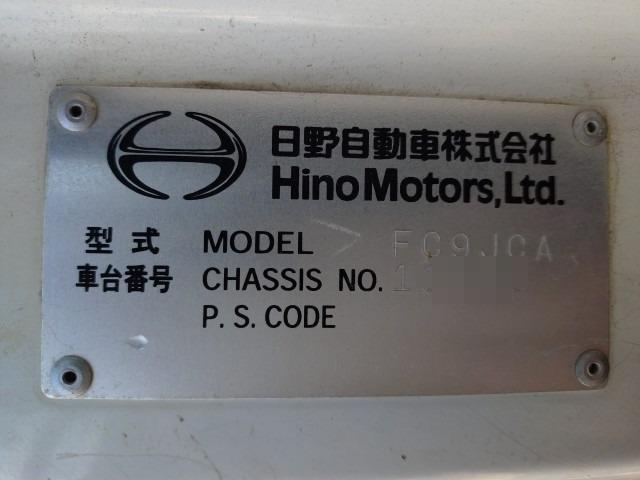 日野自動車株式会社
Hino Motors, Ltd.
型式 MODEL FC9JCA
車台番号 CHASSIS NO.
P. S. CODE